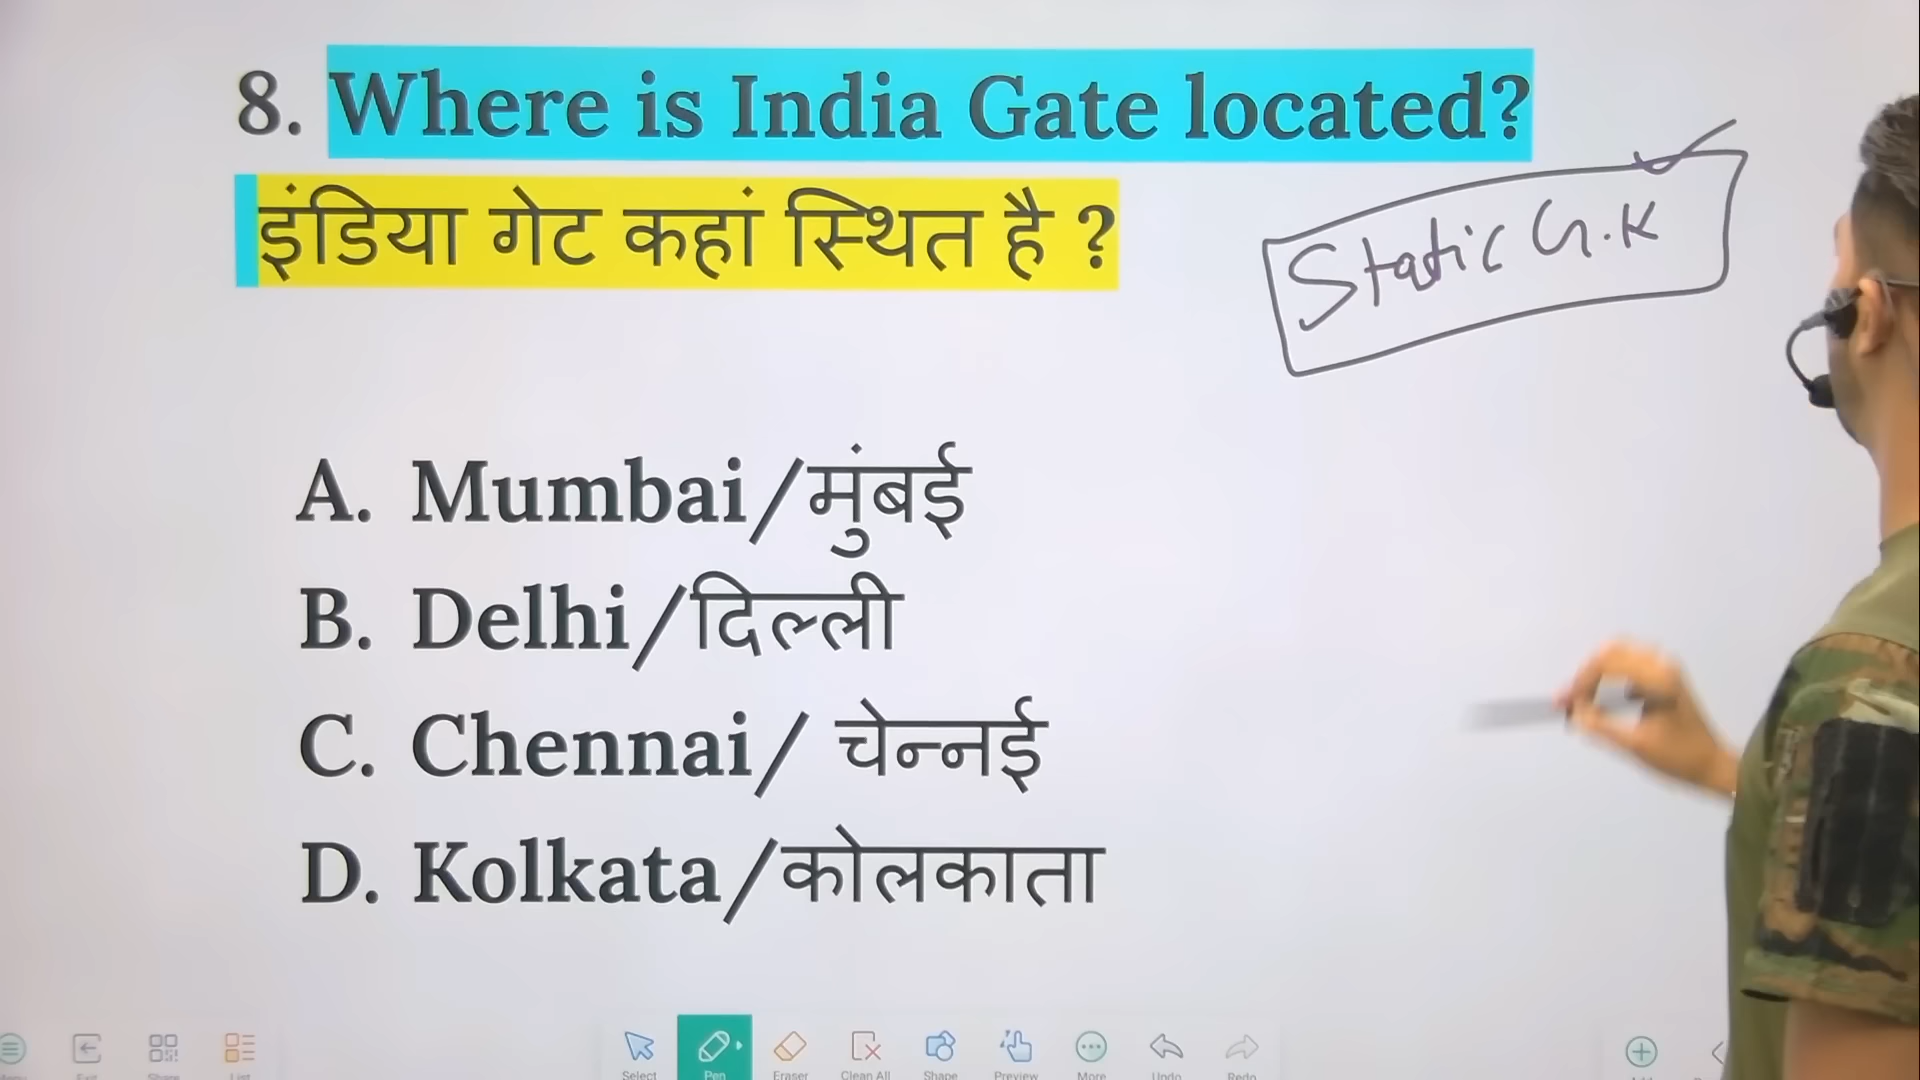 8. Where is India Gate located?
इंडिया गेट कहां स्थित है ?
Static G.K
A. Mumbai/मुंबई
B. Delhi/दिल्ली
C. Chennai/ चेन्नई
D. Kolkata/कोलकाता
Select Pen Eraser Clean All Shape Preview More Undo Redo